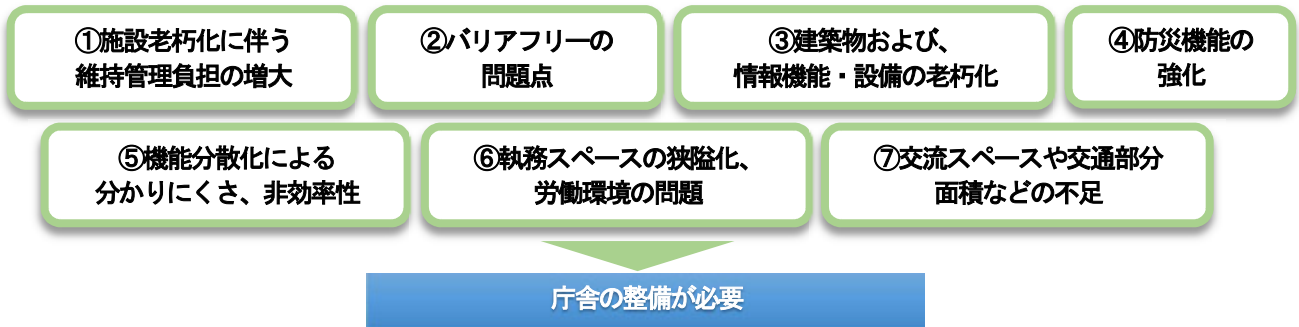 ①施設老朽化に伴う
維持管理負担の増大
②バリアフリーの
問題点
③建築物および、
情報機能・設備の老朽化
④防災機能の
強化
⑤機能分散化による
分かりにくさ、非効率性
⑥執務スペースの狭隘化、
労働環境の問題
⑦交流スペースや交通部分
面積などの不足
庁舎の整備が必要